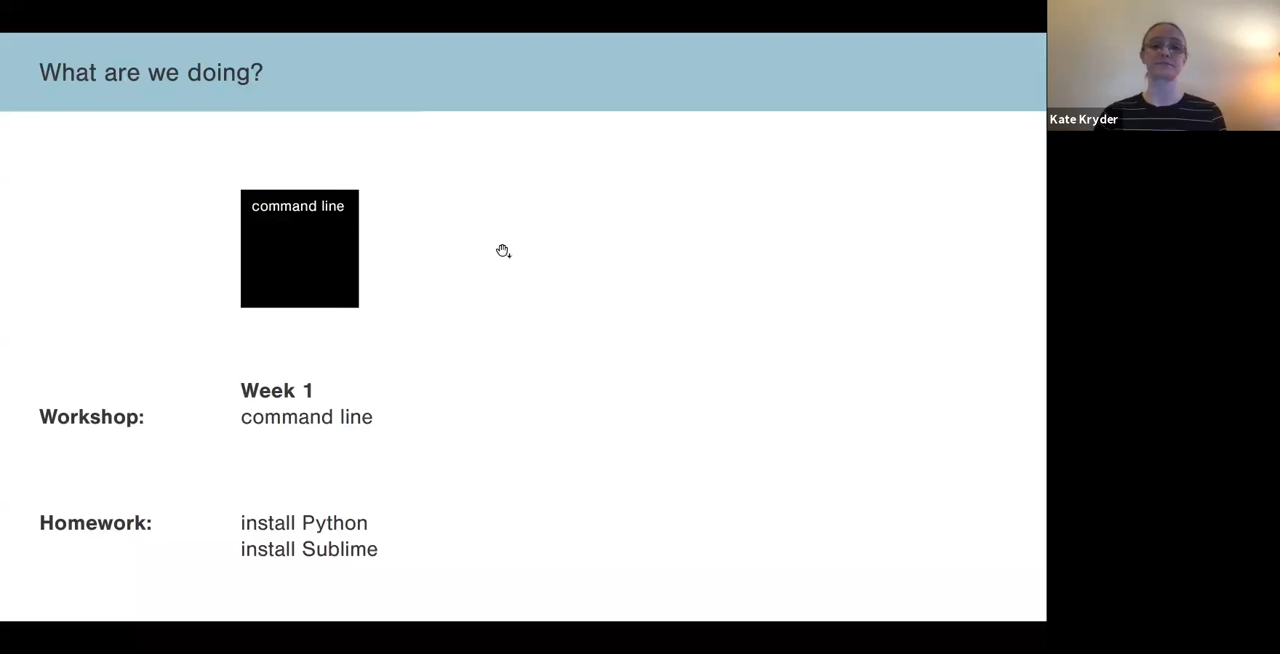 What are we doing?
Kate Kryder
command line
Week 1
Workshop: command line
Homework: install Python
install Sublime